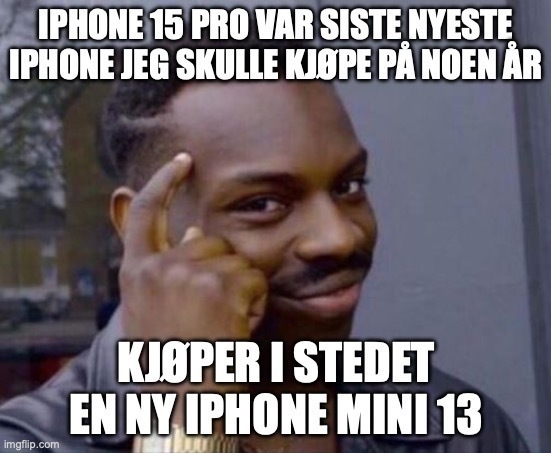 IPHONE 15 PRO VAR SISTE NYESTE
IPHONE JEG SKULLE KJØPE PÅ NOEN ÅR
KJØPER I STEDET
EN NY IPHONE MINI 13
imgflip.com